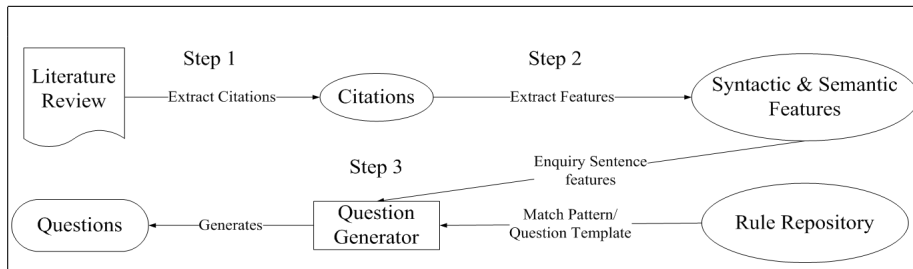 Step 1
Step 2
Literature
Review
Extract Citations
Citations
Extract Features
Syntactic & Semantic
Features
Step 3
Enquiry Sentence
features
Questions
Generates
Question
Generator
Match Pattern/
Question Template
Rule Repository